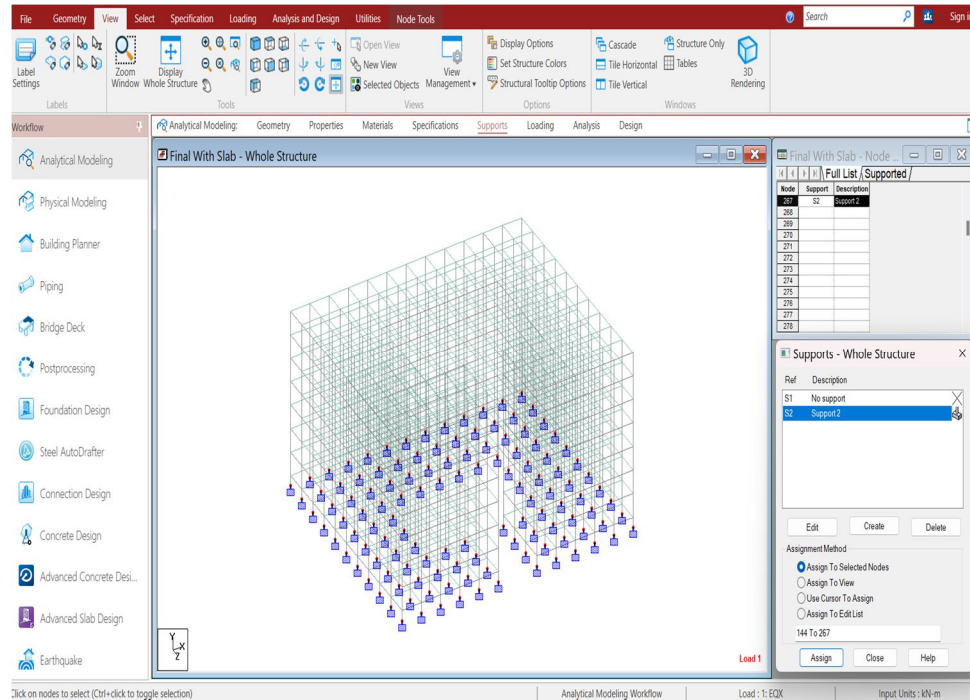 File Geometry View Select Specification Loading Analysis and Design Utilities Node Tools Search Sign in
Label Settings
Zoom Window
Display Whole Structure
Open View
New View
Selected Objects
View Management
Display Options
Set Structure Colors
Structural Tooltip Options
Cascade
Tile Horizontal
Tile Vertical
Structure Only
Tables
3D Rendering
Labels Tools Views Options Windows
Workflow
Analytical Modeling: Geometry Properties Materials Specifications Supports Loading Analysis Design
Analytical Modeling
Physical Modeling
Building Planner
Piping
Bridge Deck
Postprocessing
Foundation Design
Steel AutoDrafter
Connection Design
Concrete Design
Advanced Concrete Desi...
Advanced Slab Design
Earthquake
Final With Slab - Whole Structure
Y
X
Z
Load 1
Final With Slab - Node ...
Full List Supported
Node Support Description
267 S2 Support 2
268
269
270
271
272
273
274
275
276
277
278
Supports - Whole Structure
Ref Description
S1 No support
S2 Support 2
Edit Create Delete
Assignment Method
Assign To Selected Nodes
Assign To View
Use Cursor To Assign
Assign To Edit List
144 To 267
Assign Close Help
Click on nodes to select (Ctrl+click to toggle selection) Analytical Modeling Workflow Load : 1: EQX Input Units : kN-m